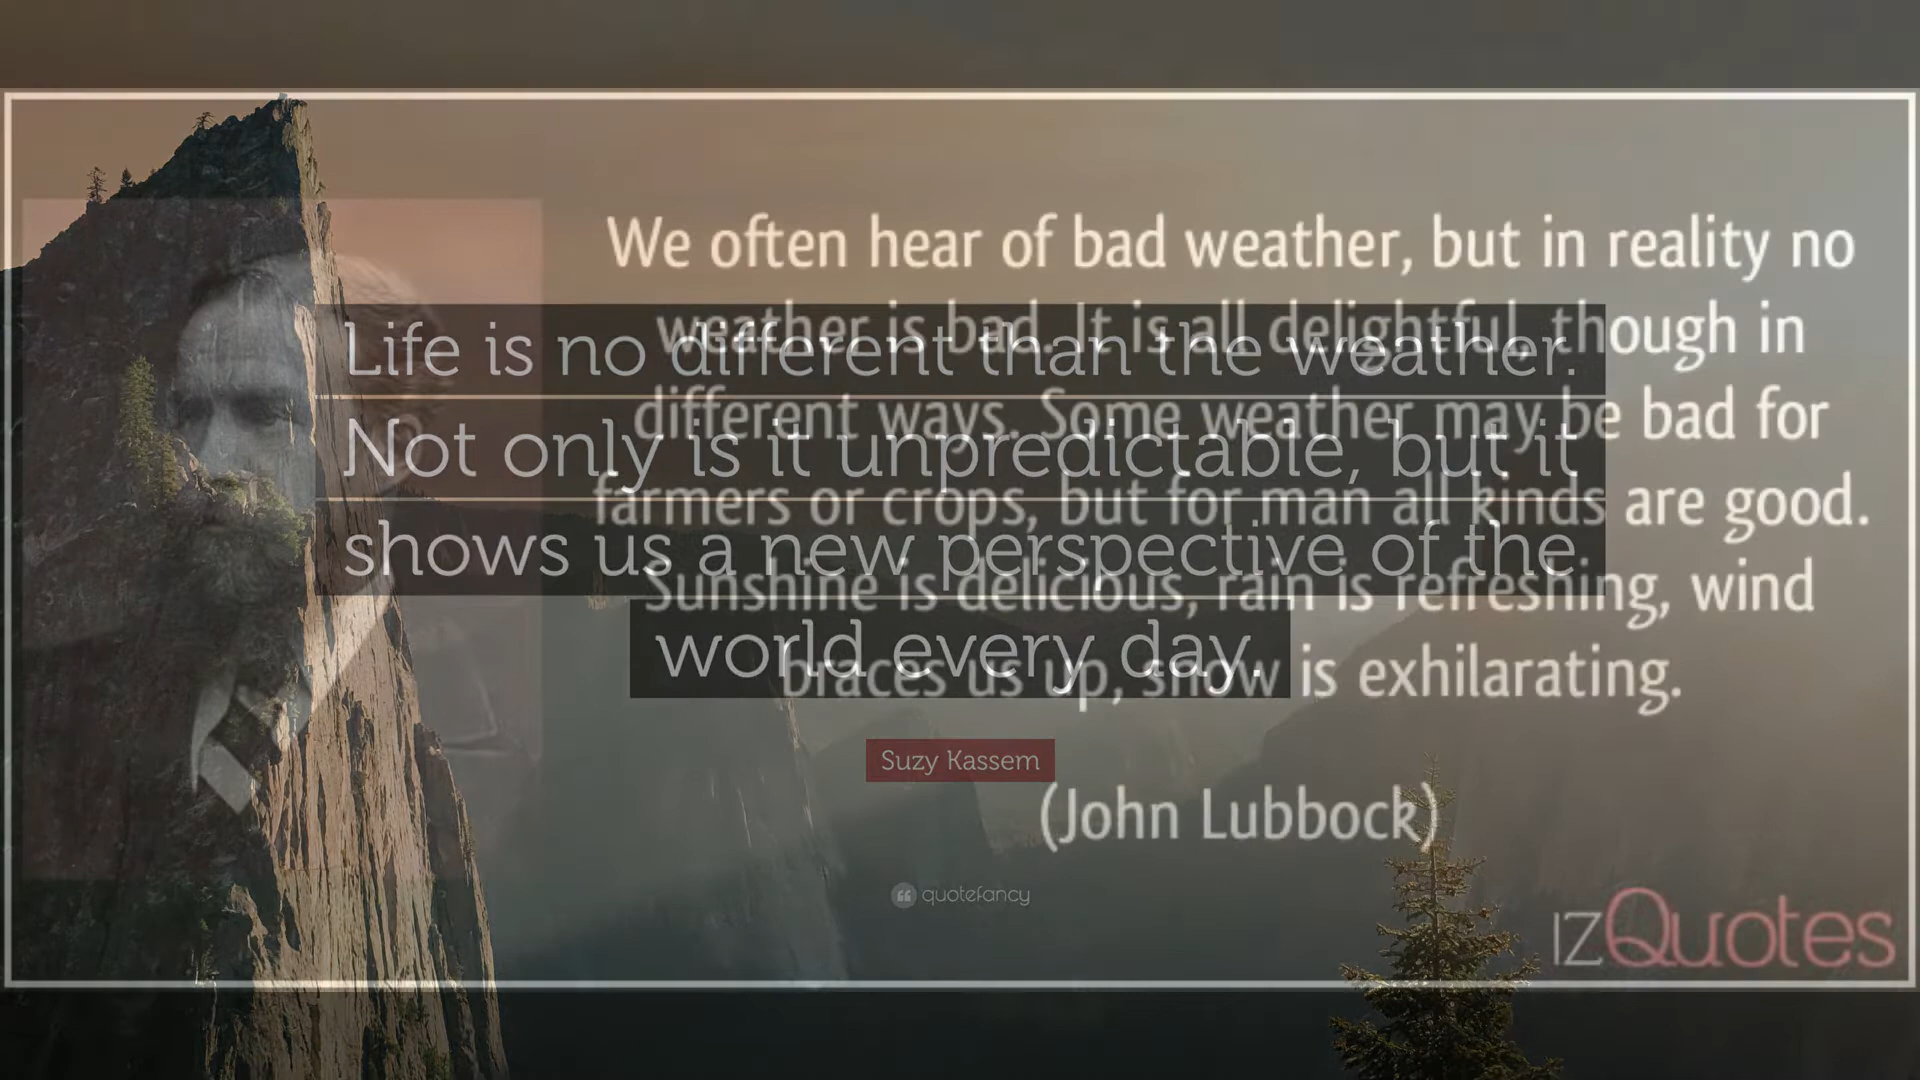 We often hear of bad weather, but in reality no
weather is bad. It is all delightful, though in
different ways. Some weather may be bad for
farmers or crops, but for man all kinds are good.
Sunshine is delicious, rain is refreshing, wind
braces us up, snow is exhilarating.
(John Lubbock)
izQuotes
Life is no different than the weather.
Not only is it unpredictable, but it
shows us a new perspective of the
world every day.
Suzy Kassem
quotefancy